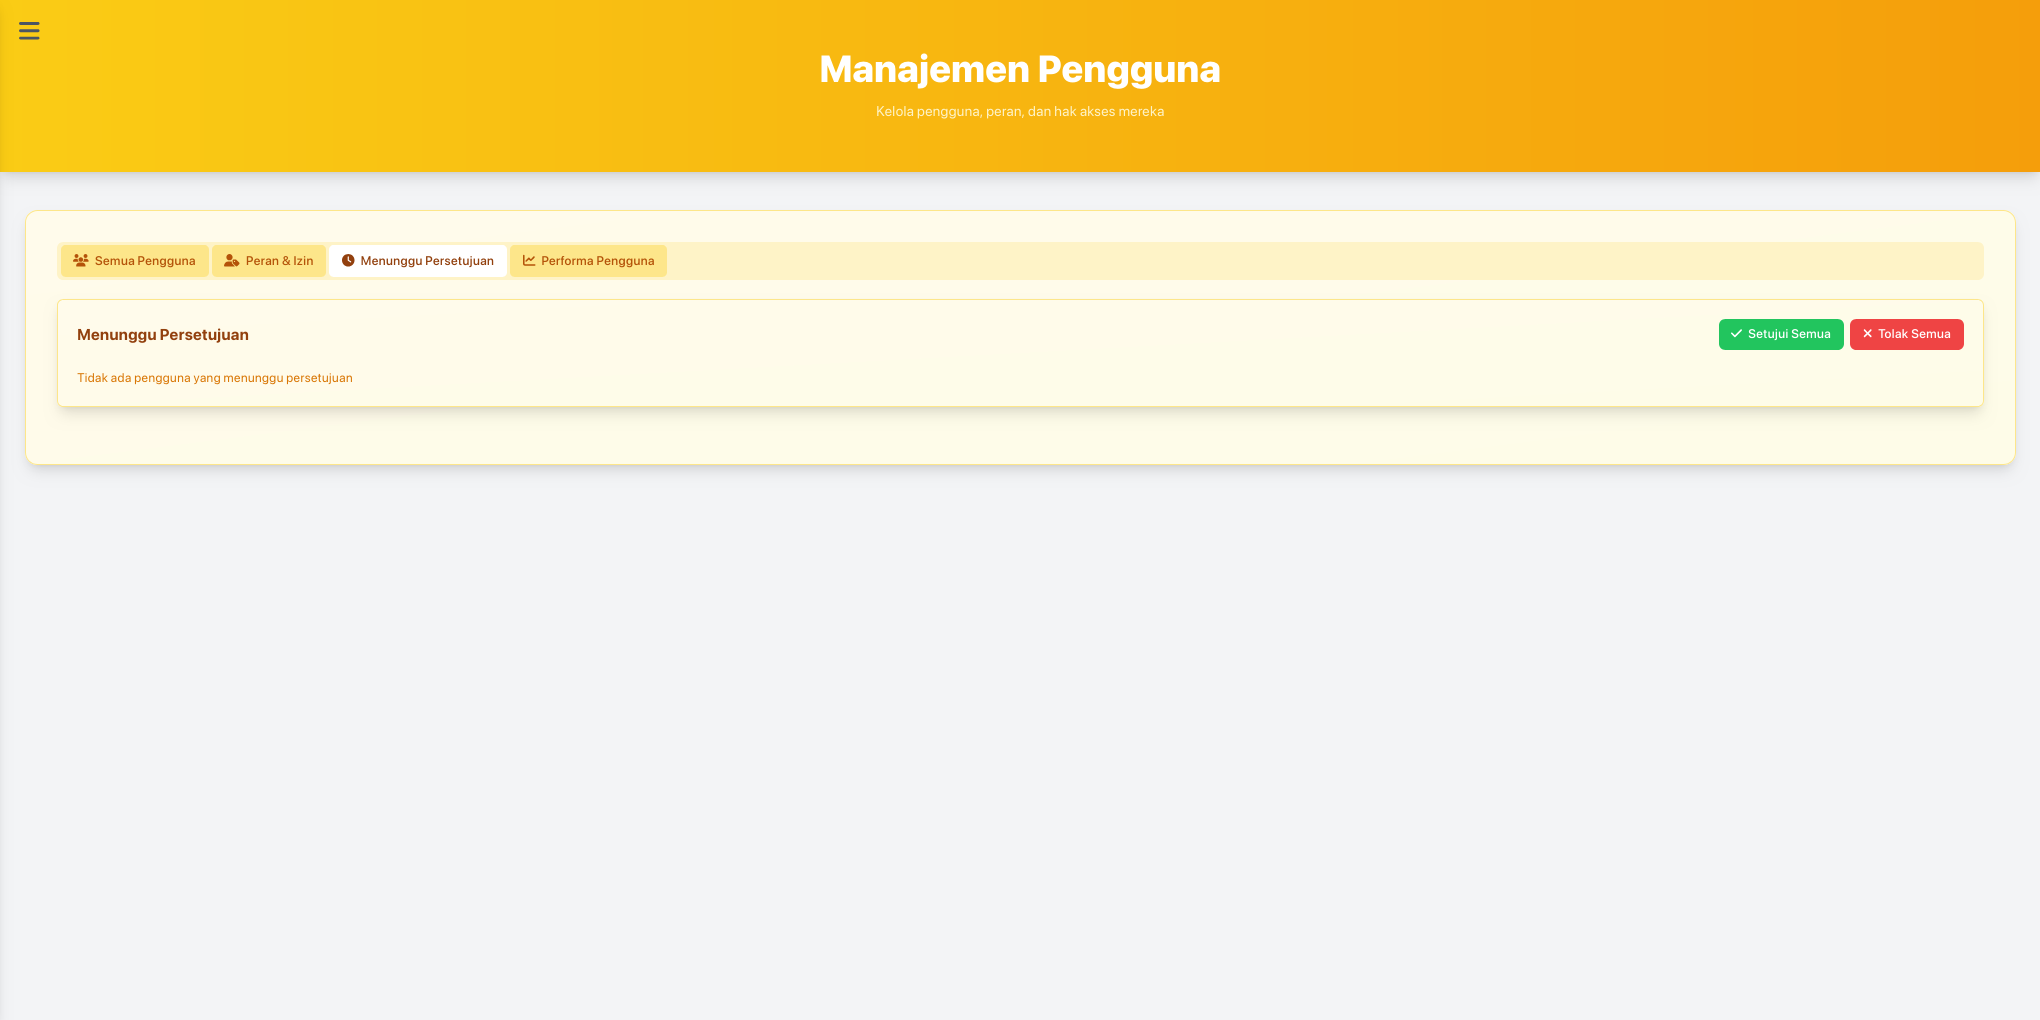 Manajemen Pengguna
Kelola pengguna, peran, dan hak akses mereka
Semua Pengguna
Peran & Izin
Menunggu Persetujuan
Performa Pengguna
Menunggu Persetujuan
Setujui Semua
Tolak Semua
Tidak ada pengguna yang menunggu persetujuan